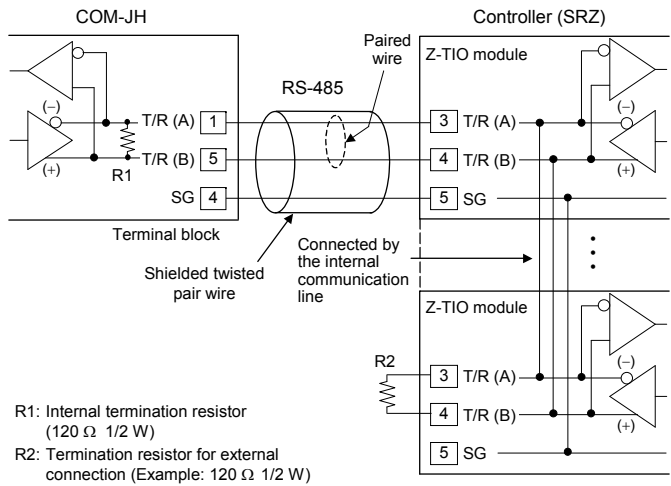 COM-JH
Controller (SRZ)
Paired
wire
Z-TIO module
RS-485
(−)
(+)
R1
T/R (A) 1
T/R (B) 5
SG 4
3 T/R (A)
4 T/R (B)
5 SG
(−)
(+)
Terminal block
Shielded twisted
pair wire
Connected by
the internal
communication
line
Z-TIO module
R2
3 T/R (A)
4 T/R (B)
5 SG
(−)
(+)
R1: Internal termination resistor
(120 Ω 1/2 W)
R2: Termination resistor for external
connection (Example: 120 Ω 1/2 W)